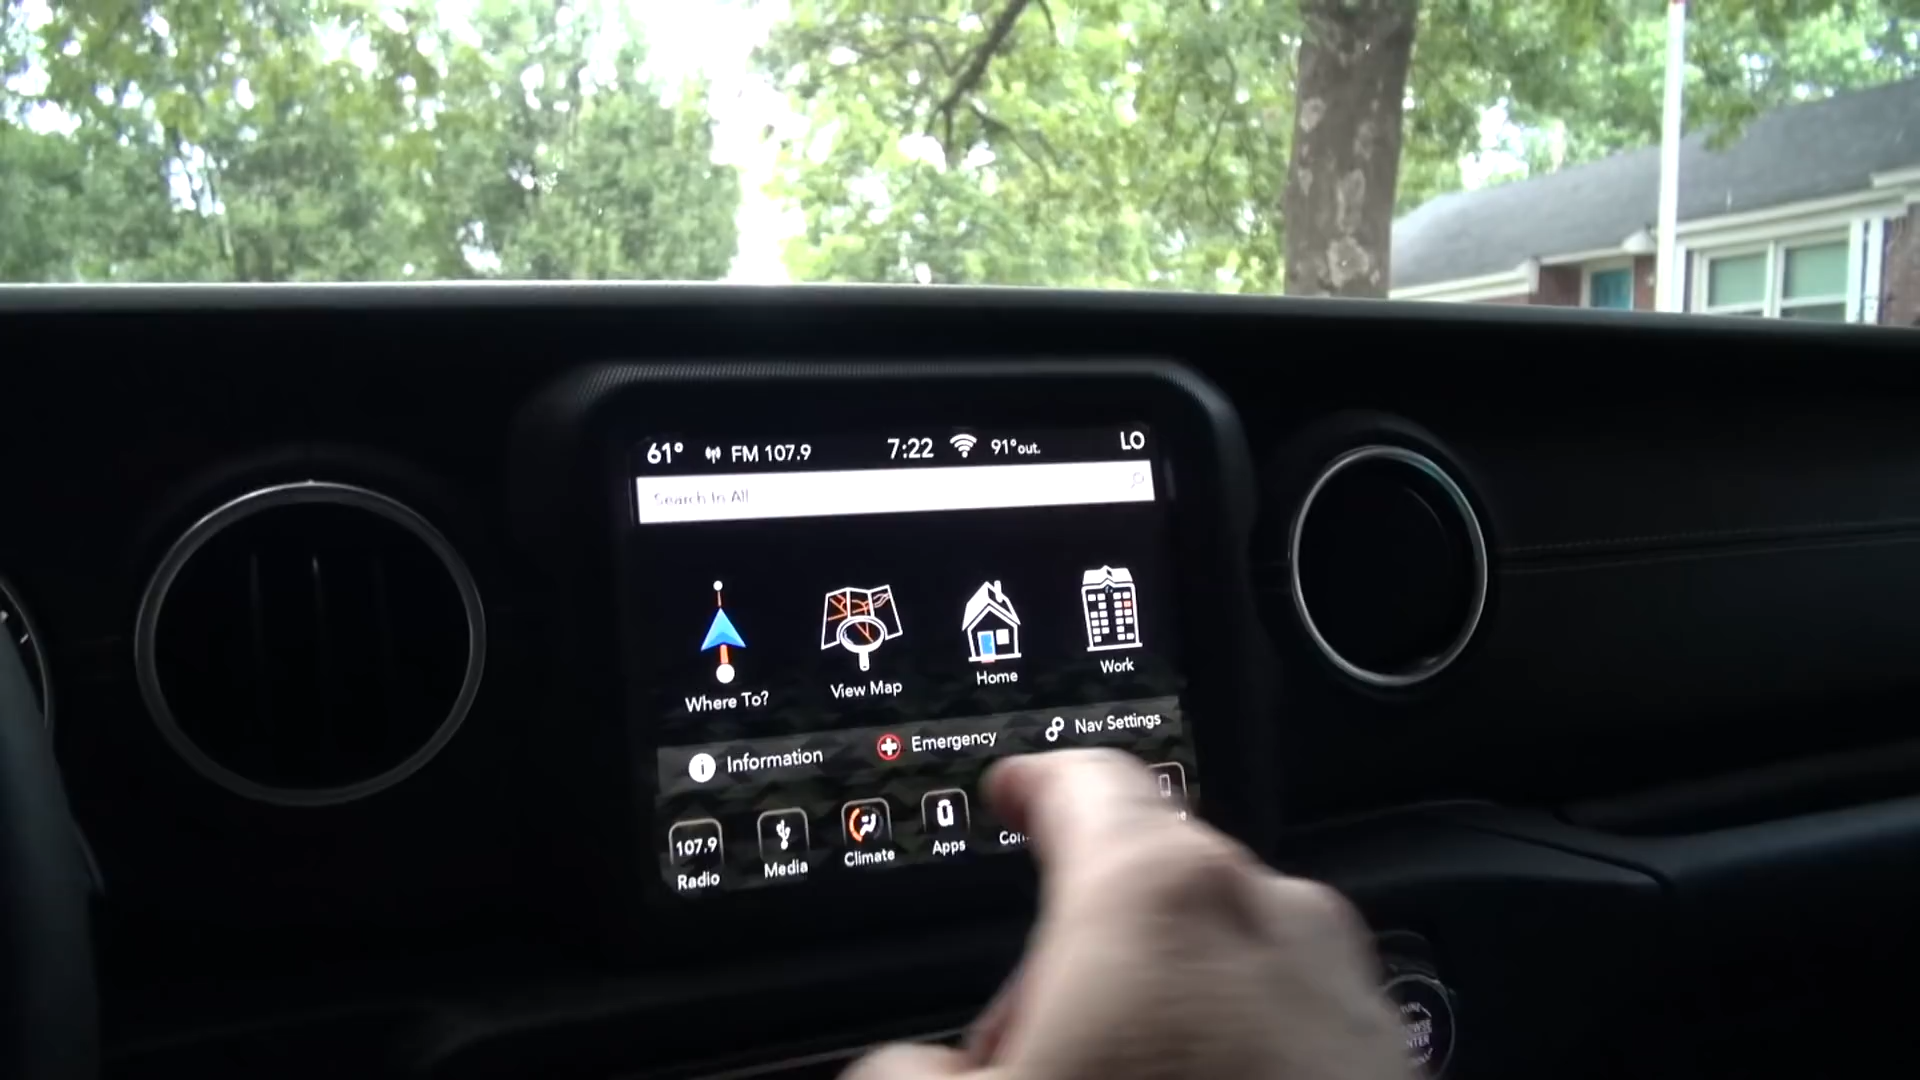 61° FM 107.9 7:22 91°out. LO
Search In All
Where To? View Map Home Work
Information Emergency Nav Settings
107.9
Radio Media Climate Apps